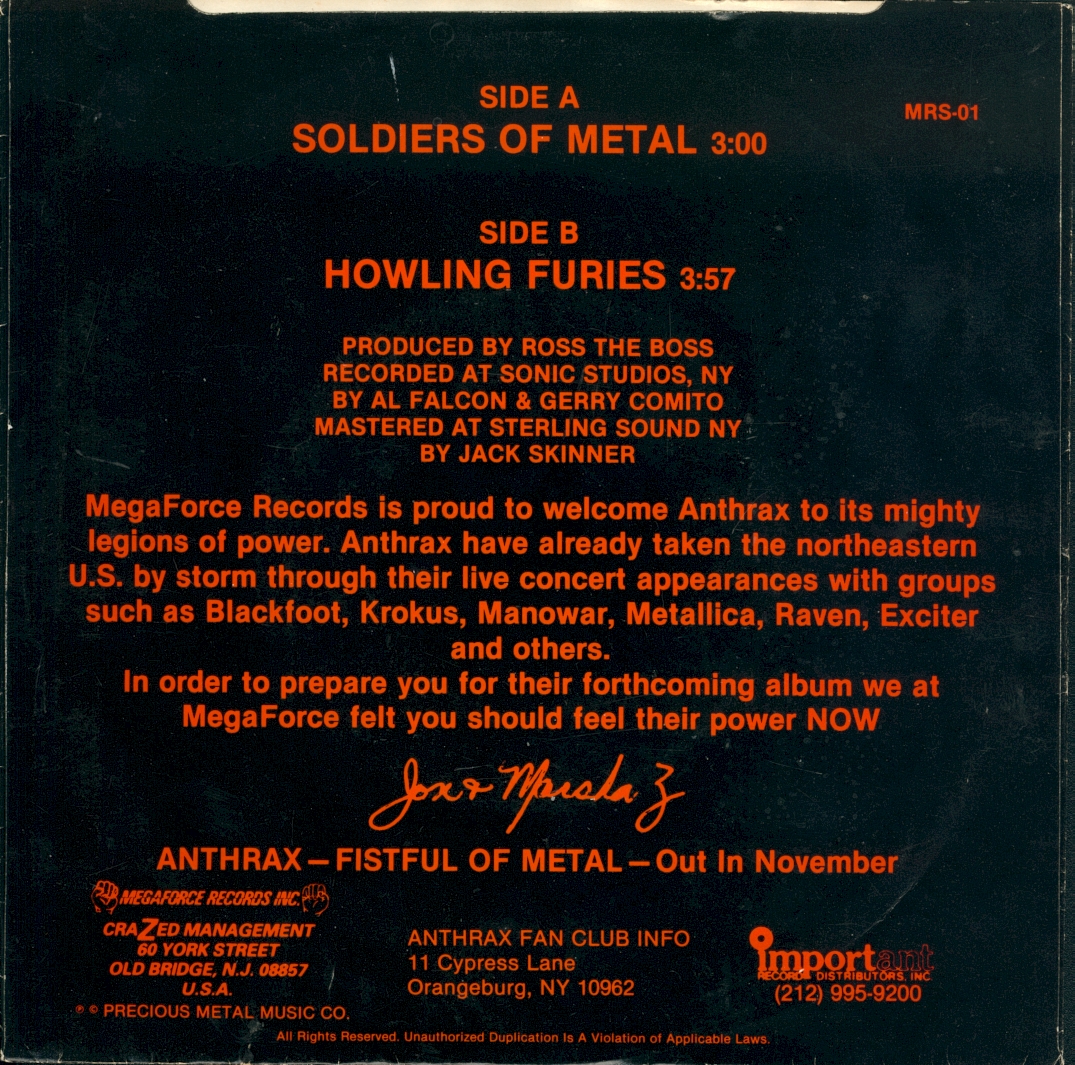 SIDE A
MRS-01
SOLDIERS OF METAL 3:00
SIDE B
HOWLING FURIES 3:57
PRODUCED BY ROSS THE BOSS
RECORDED AT SONIC STUDIOS, NY
BY AL FALCON & GERRY COMITO
MASTERED AT STERLING SOUND NY
BY JACK SKINNER
MegaForce Records is proud to welcome Anthrax to its mighty
legions of power. Anthrax have already taken the northeastern
U.S. by storm through their live concert appearances with groups
such as Blackfoot, Krokus, Manowar, Metallica, Raven, Exciter
and others.
In order to prepare you for their forthcoming album we at
MegaForce felt you should feel their power NOW
Jon & Marsha Z
ANTHRAX – FISTFUL OF METAL – Out In November
MEGAFORCE RECORDS INC.
CRAZED MANAGEMENT
60 YORK STREET
OLD BRIDGE, N.J. 08857
U.S.A.
℗ © PRECIOUS METAL MUSIC CO.
ANTHRAX FAN CLUB INFO
11 Cypress Lane
Orangeburg, NY 10962
important
RECORD DISTRIBUTORS, INC.
(212) 995-9200
All Rights Reserved. Unauthorized Duplication Is A Violation of Applicable Laws.